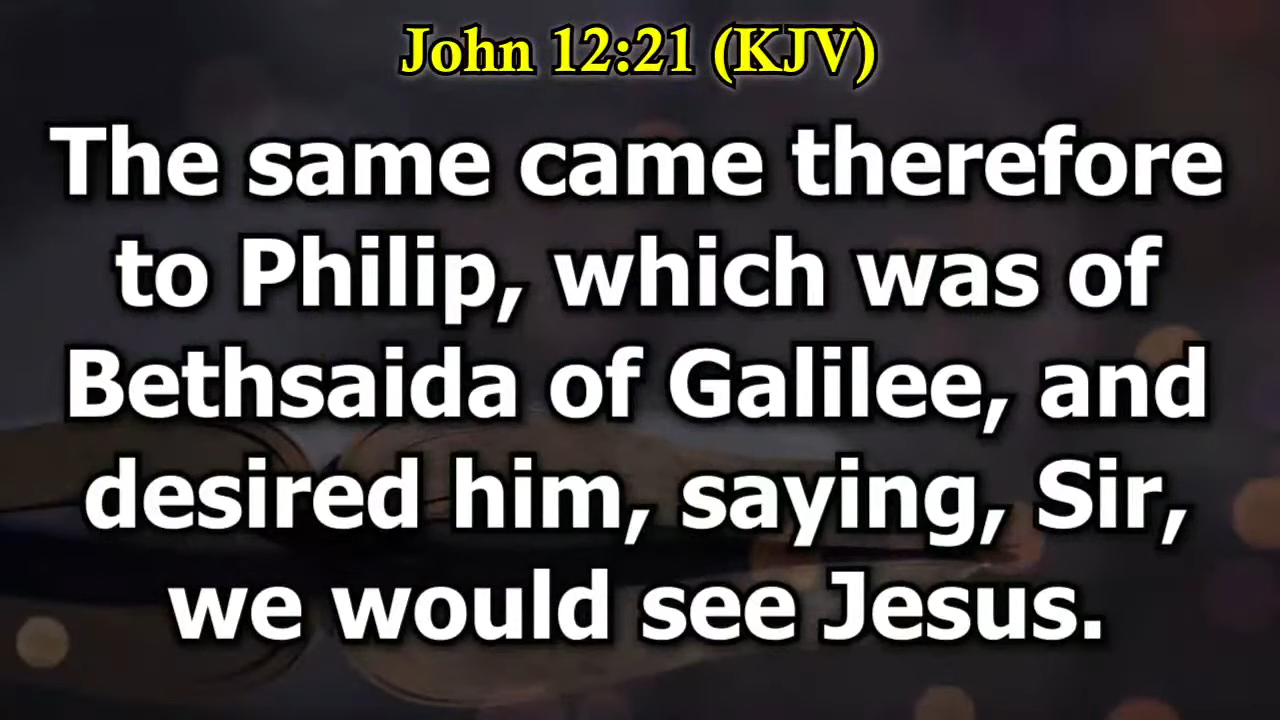 John 12:21 (KJV)
The same came therefore
to Philip, which was of
Bethsaida of Galilee, and
desired him, saying, Sir,
we would see Jesus.